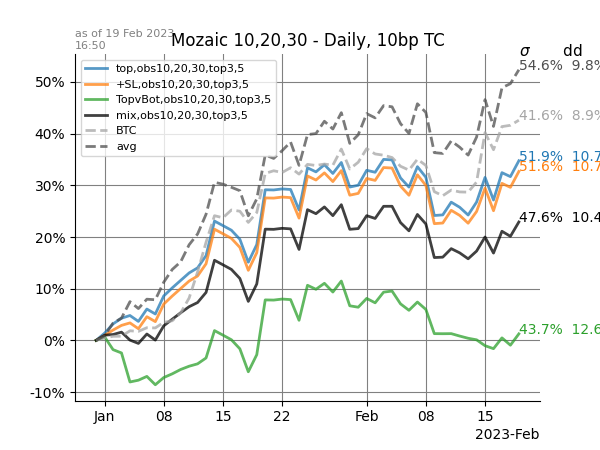 as of 19 Feb 2023
16:50
Mozaic 10,20,30 - Daily, 10bp TC
σ dd
top,obs10,20,30,top3,5
+SL,obs10,20,30,top3,5
TopvBot,obs10,20,30,top3,5
mix,obs10,20,30,top3,5
BTC
avg
54.6% 9.8%
41.6% 8.9%
51.9% 10.7
51.6% 10.7
47.6% 10.4
43.7% 12.6
50%
40%
30%
20%
10%
0%
-10%
Jan 08 15 22 Feb 08 15
2023-Feb